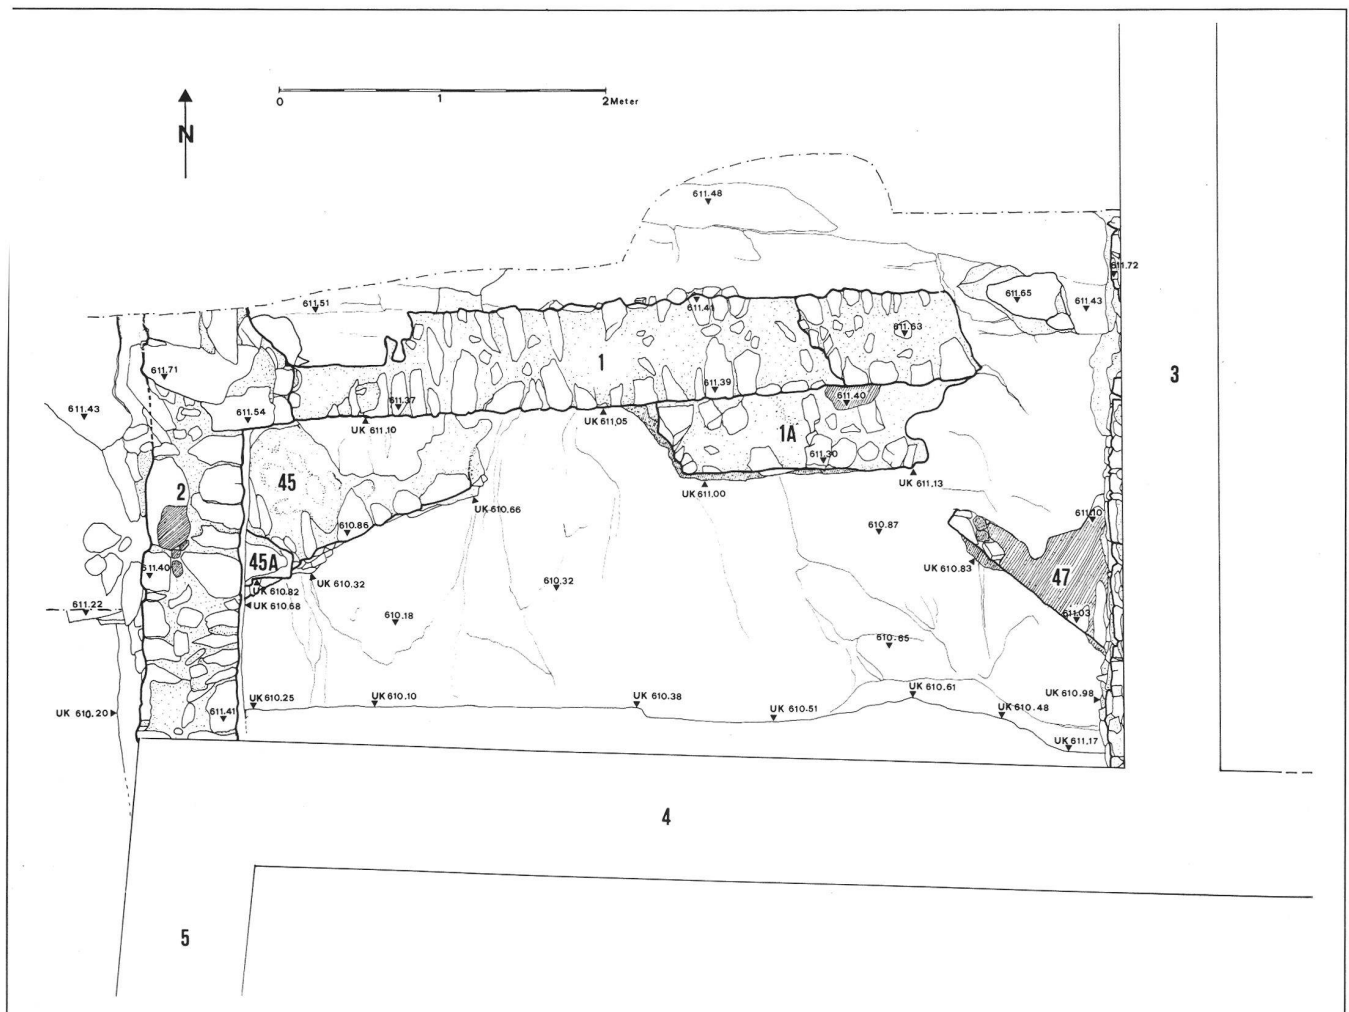 N
0 1 2 Meter
611.48
611.72
611.65
611.43
611.51
611.41
611.63
1
3
611.71
611.39
611.37
611.40
611.43
611.54
UK 611.10
UK 611.05
1A
611.30
45
2
UK 611.00
UK 611.13
UK 610.66
611.10
610.86
610.87
45A
UK 610.83
611.40
47
UK 610.32
610.32
UK 610.82
UK 610.68
611.22
610.18
611.03
610.65
UK 610.25
UK 610.10
UK 610.38
UK 610.61
UK 610.98
UK 610.20
611.41
UK 610.51
UK 610.48
UK 611.17
4
5